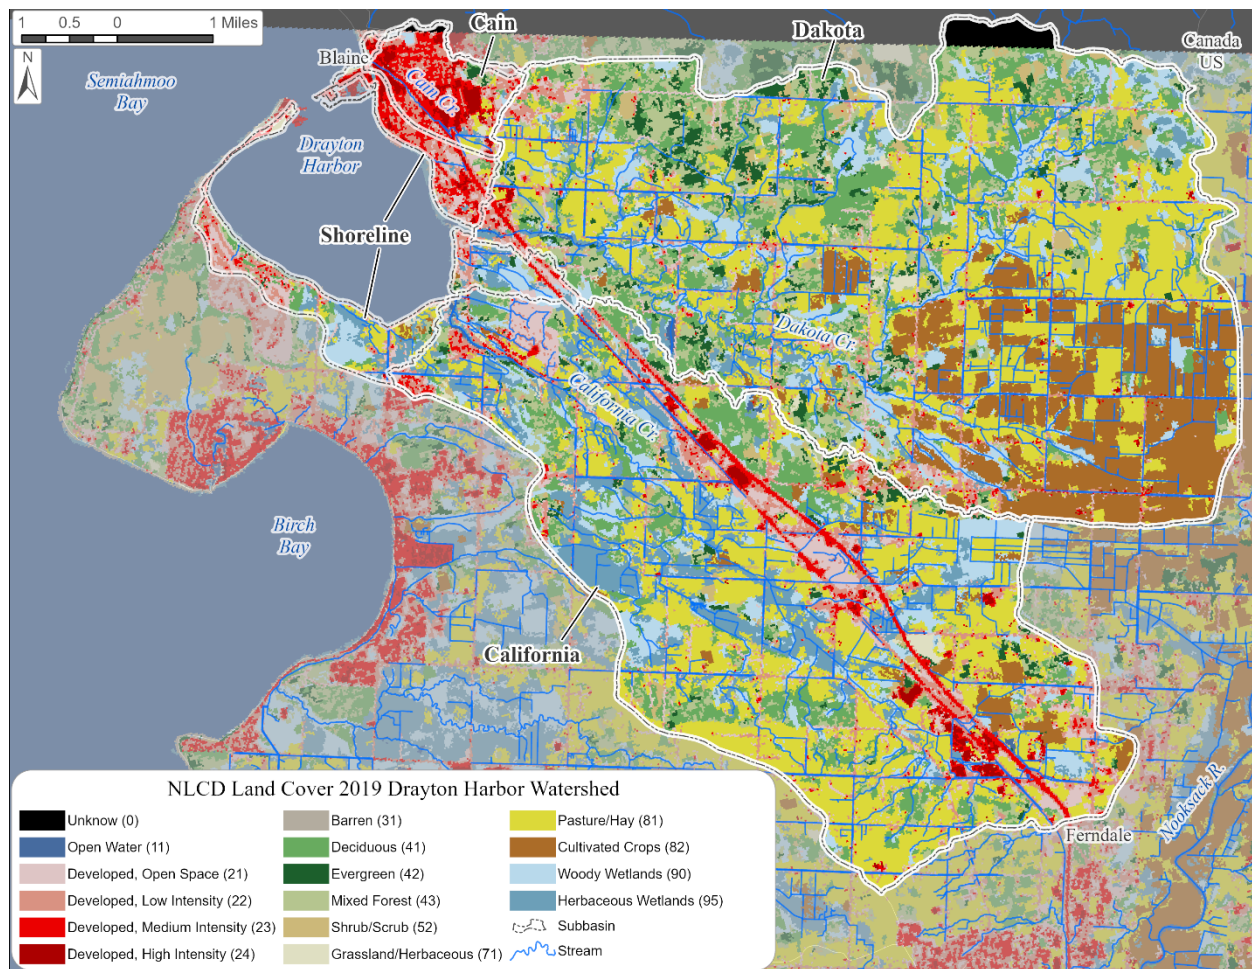 1 0.5 0 1 Miles
N
Cain
Dakota
Canada
US
Blaine
Semiahmoo
Bay
Cain Cr.
Drayton
Harbor
Shoreline
Dakota Cr.
California Cr.
Birch
Bay
California
Nooksack R.
Ferndale
NLCD Land Cover 2019 Drayton Harbor Watershed
Unknow (0)
Open Water (11)
Developed, Open Space (21)
Developed, Low Intensity (22)
Developed, Medium Intensity (23)
Developed, High Intensity (24)
Barren (31)
Deciduous (41)
Evergreen (42)
Mixed Forest (43)
Shrub/Scrub (52)
Grassland/Herbaceous (71)
Pasture/Hay (81)
Cultivated Crops (82)
Woody Wetlands (90)
Herbaceous Wetlands (95)
Subbasin
Stream